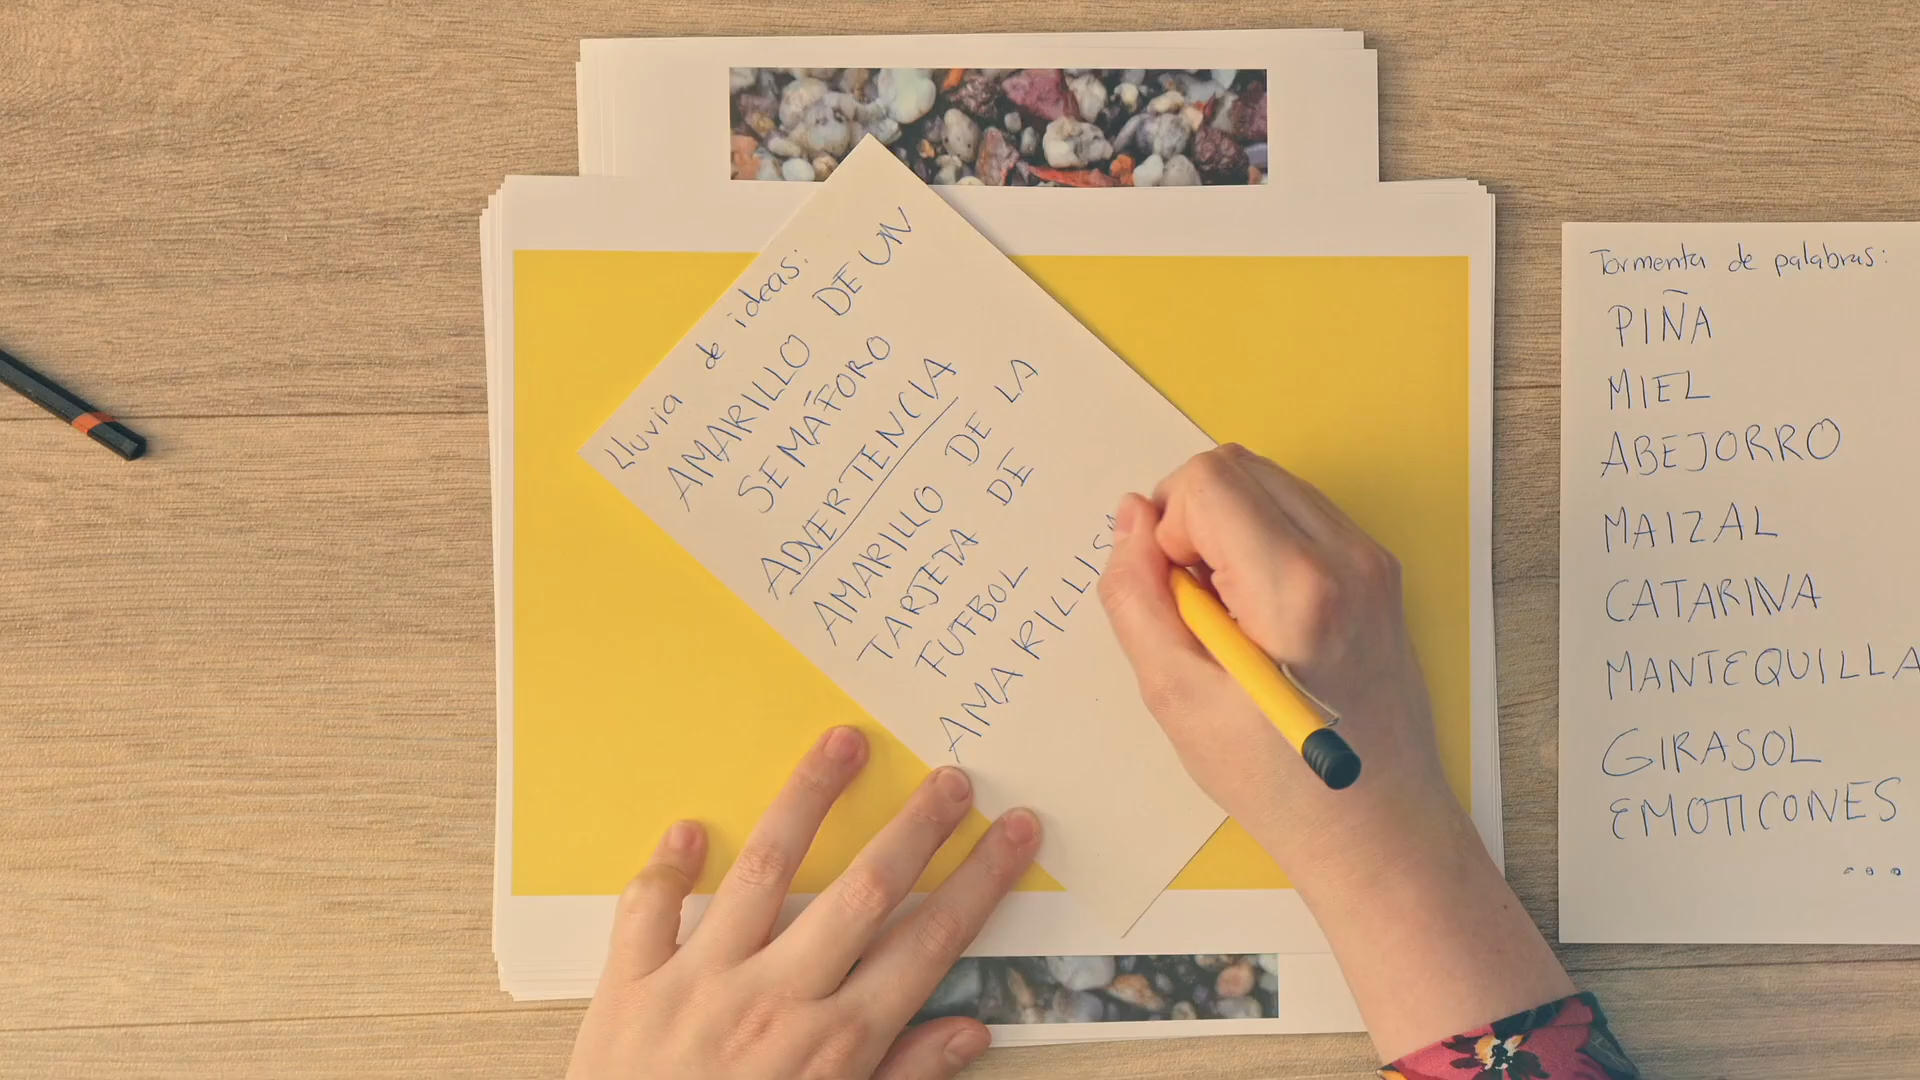 Lluvia de ideas:
AMARILLO DE UN
SEMÁFORO
ADVERTENCIA
AMARILLO DE LA
TARJETA DE
FUTBOL
Tormenta de palabras:
PIÑA
MIEL
ABEJORRO
MAIZAL
CATARINA
MANTEQUILLA
GIRASOL
EMOTICONES
...